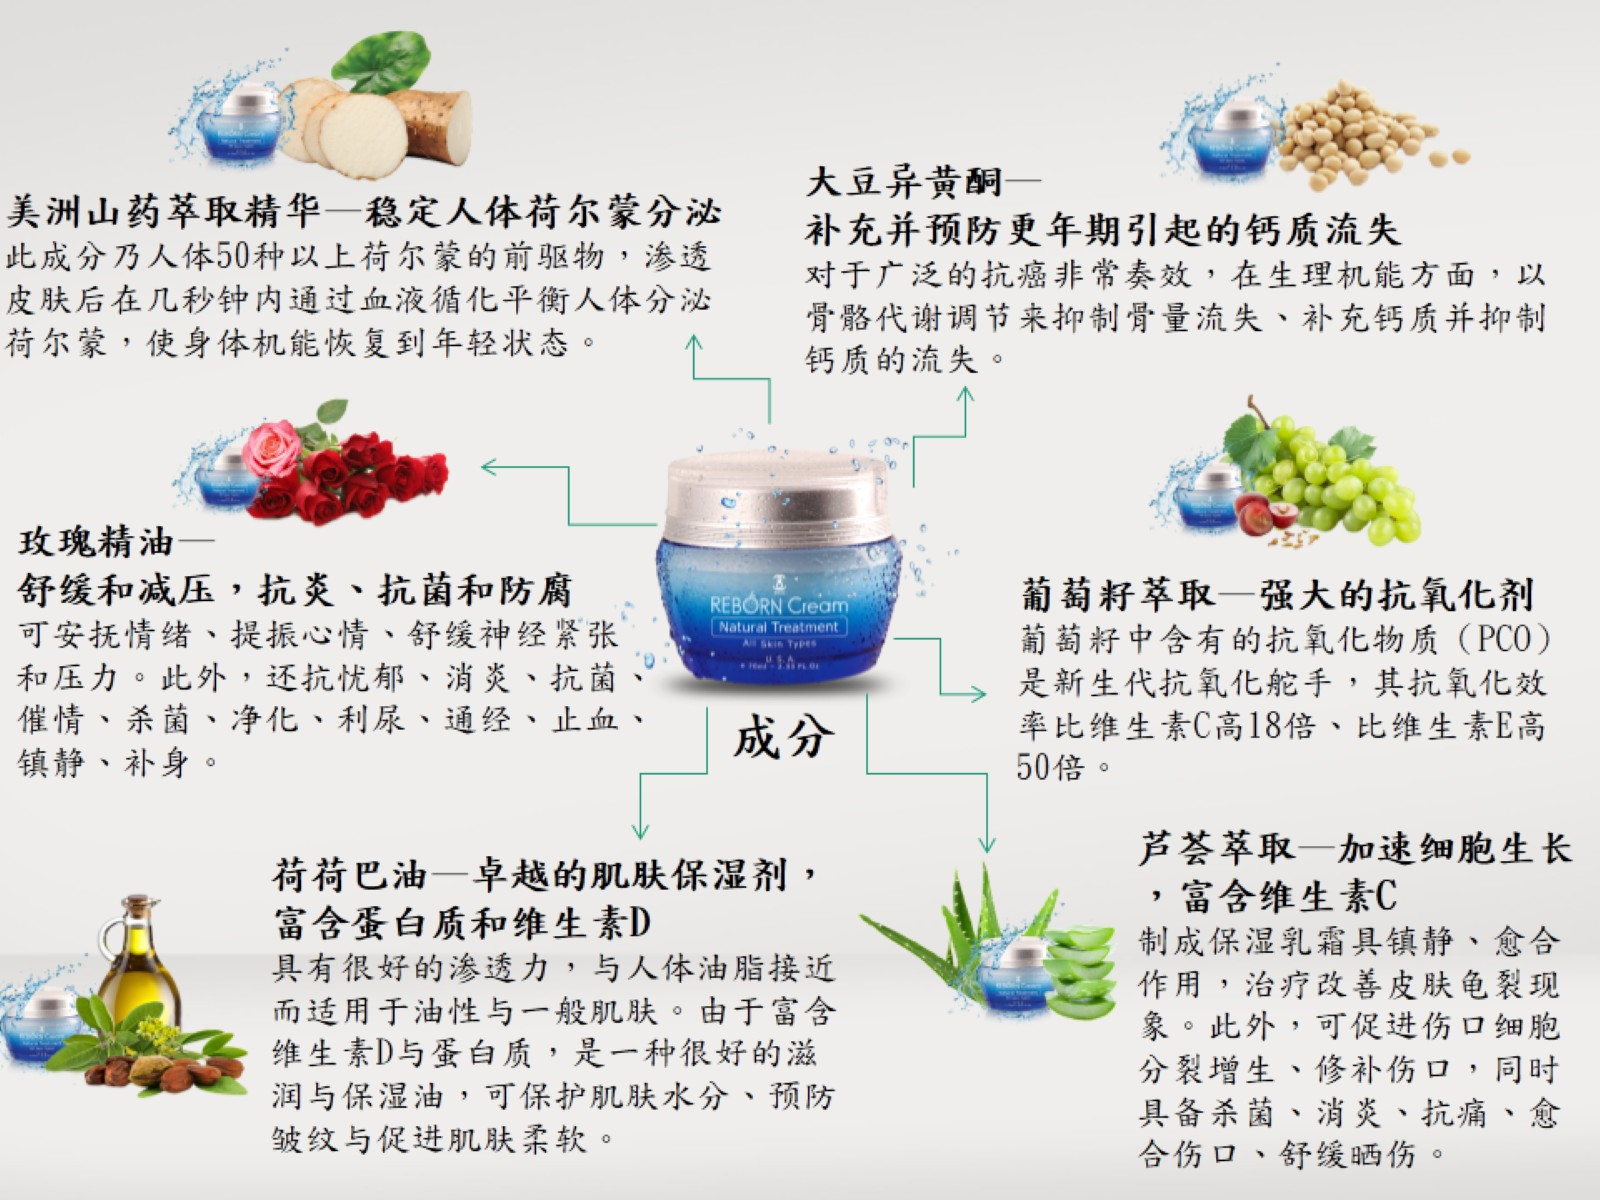 美洲山药萃取精华—稳定人体荷尔蒙分泌
此成分乃人体50种以上荷尔蒙的前驱物，渗透
皮肤后在几秒钟内通过血液循化平衡人体分泌
荷尔蒙，使身体机能恢复到年轻状态。
大豆异黄酮—
补充并预防更年期引起的钙质流失
对于广泛的抗癌非常奏效，在生理机能方面，以
骨骼代谢调节来抑制骨量流失、补充钙质并抑制
钙质的流失。
玫瑰精油—
舒缓和减压，抗炎、抗菌和防腐
可安抚情绪、提振心情、舒缓神经紧张
和压力。此外，还抗忧郁、消炎、抗菌、
催情、杀菌、净化、利尿、通经、止血、
镇静、补身。
REBORN Cream
Natural Treatment
All Skin Types
U.S.A.
成分
葡萄籽萃取—强大的抗氧化剂
葡萄籽中含有的抗氧化物质（PCO）
是新生代抗氧化舵手，其抗氧化效
率比维生素C高18倍、比维生素E高
50倍。
荷荷巴油—卓越的肌肤保湿剂，
富含蛋白质和维生素D
具有很好的渗透力，与人体油脂接近
而适用于油性与一般肌肤。由于富含
维生素D与蛋白质，是一种很好的滋
润与保湿油，可保护肌肤水分、预防
皱纹与促进肌肤柔软。
芦荟萃取—加速细胞生长
，富含维生素C
制成保湿乳霜具镇静、愈合
作用，治疗改善皮肤龟裂现
象。此外，可促进伤口细胞
分裂增生、修补伤口，同时
具备杀菌、消炎、抗痛、愈
合伤口、舒缓晒伤。